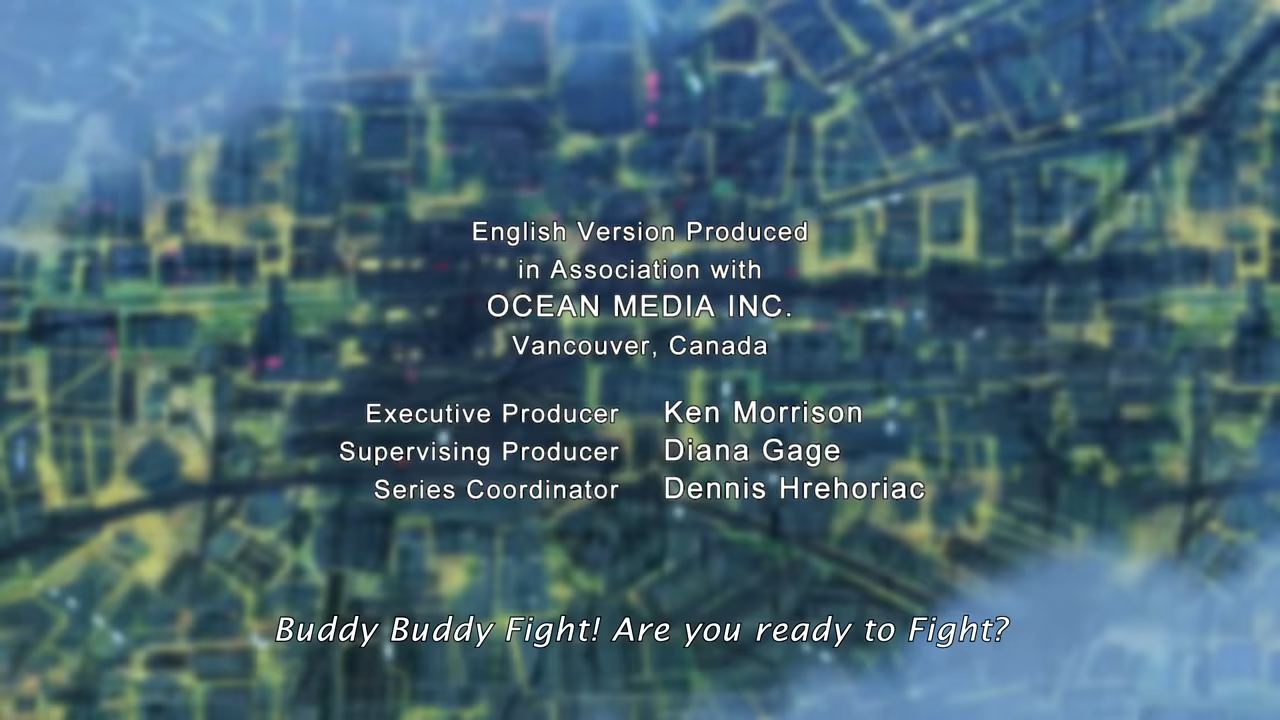 English Version Produced
in Association with
OCEAN MEDIA INC.
Vancouver, Canada
Executive Producer Ken Morrison
Supervising Producer Diana Gage
Series Coordinator Dennis Hrehoriac
Buddy Buddy Fight! Are you ready to Fight?